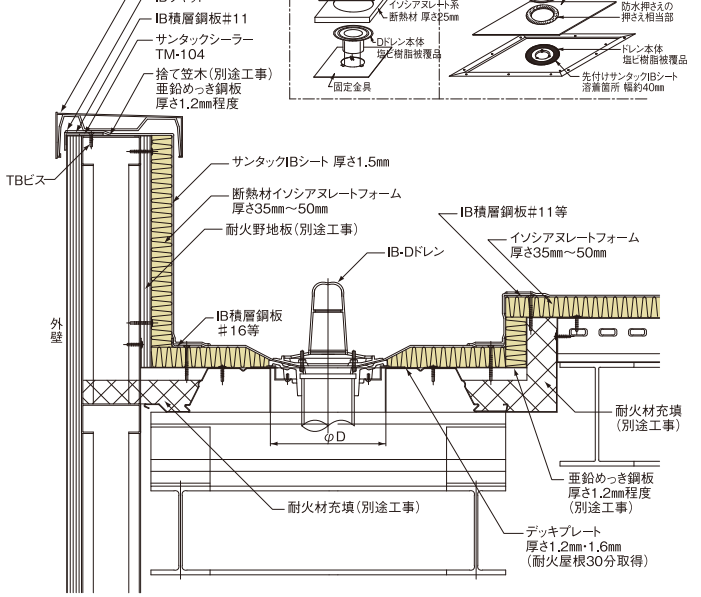 IB積層鋼板#11
サンタックシーラー
TM-104
捨て笠木(別途工事)
亜鉛めっき鋼板
厚さ1.2mm程度
イソシアヌレート系
断熱材 厚さ25mm
Dドレン本体
塩ビ樹脂被覆品
固定金具
防水押さえの
押さえ相当部
ドレン本体
塩ビ樹脂被覆品
先付けサンタックIBシート
溶着箇所 幅約40mm
TBビス
サンタックIBシート 厚さ1.5mm
断熱材イソシアヌレートフォーム
厚さ35mm〜50mm
耐火野地板(別途工事)
IB-Dドレン
IB積層鋼板#11等
イソシアヌレートフォーム
厚さ35mm〜50mm
外壁
IB積層鋼板
#16等
φD
耐火材充填
(別途工事)
亜鉛めっき鋼板
厚さ1.2mm程度
(別途工事)
耐火材充填(別途工事)
デッキプレート
厚さ1.2mm・1.6mm
(耐火屋根30分取得)